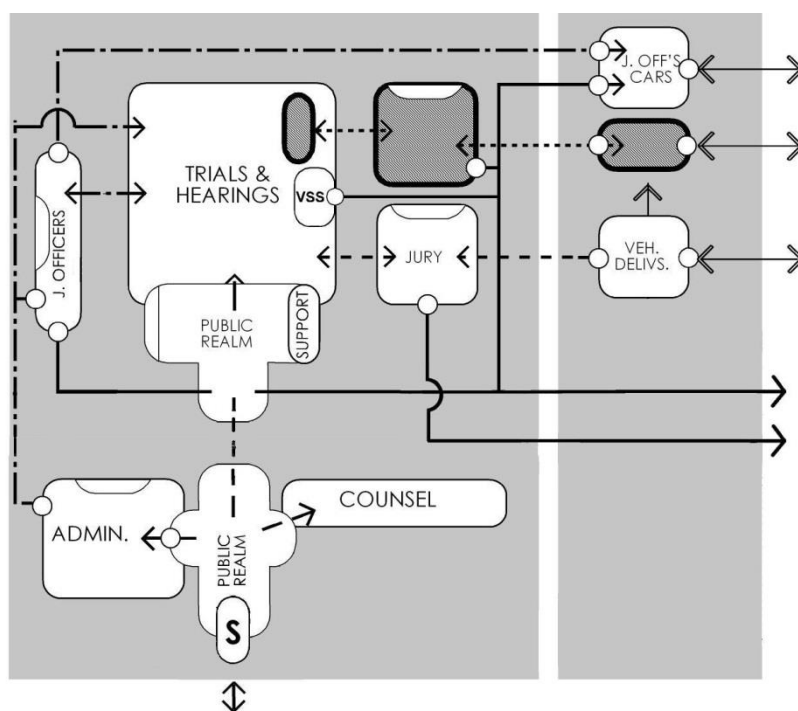 J. OFF'S
CARS
TRIALS &
HEARINGS
VSS
J. OFFICERS
JURY
VEH.
DELIVS.
PUBLIC
REALM
SUPPORT
COUNSEL
ADMIN.
PUBLIC
REALM
S